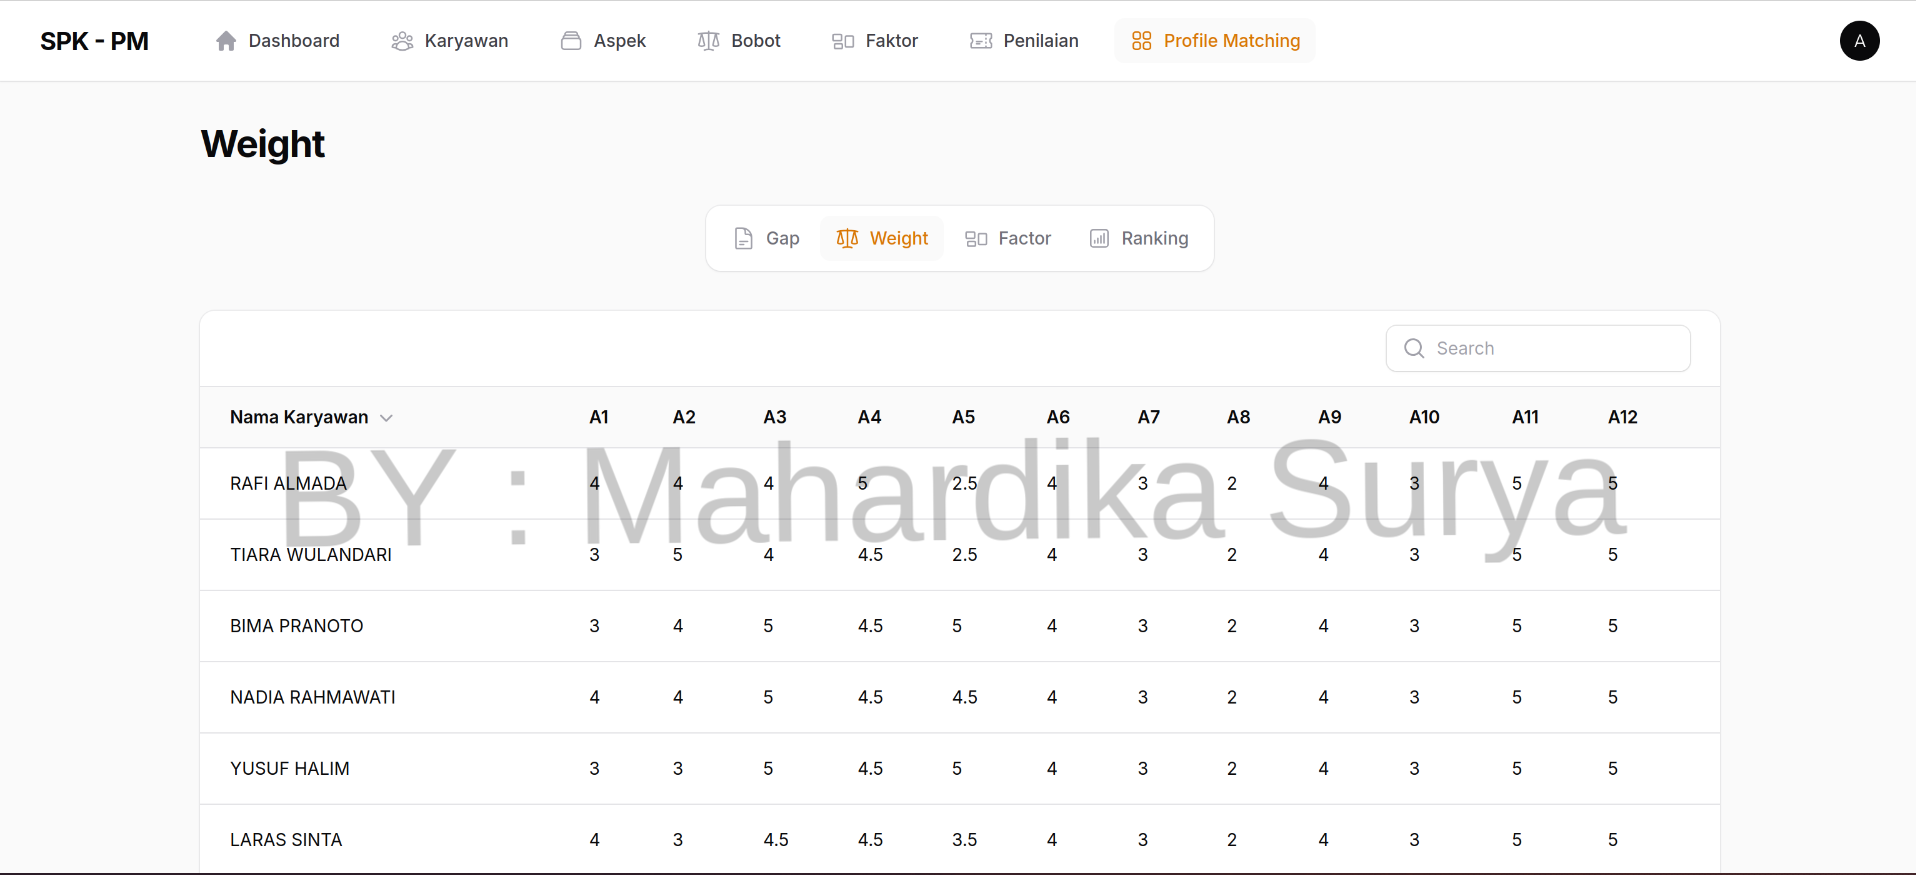 SPK - PM Dashboard Karyawan Aspek Bobot Faktor Penilaian Profile Matching A
Weight
Gap Weight Factor Ranking
Search
Nama Karyawan A1 A2 A3 A4 A5 A6 A7 A8 A9 A10 A11 A12
BY : Mahardika Surya
RAFI ALMADA 4 4 4 5 2.5 4 3 2 4 3 5 5
TIARA WULANDARI 3 5 4 4.5 2.5 4 3 2 4 3 5 5
BIMA PRANOTO 3 4 5 4.5 5 4 3 2 4 3 5 5
NADIA RAHMAWATI 4 4 5 4.5 4.5 4 3 2 4 3 5 5
YUSUF HALIM 3 3 5 4.5 5 4 3 2 4 3 5 5
LARAS SINTA 4 3 4.5 4.5 3.5 4 3 2 4 3 5 5